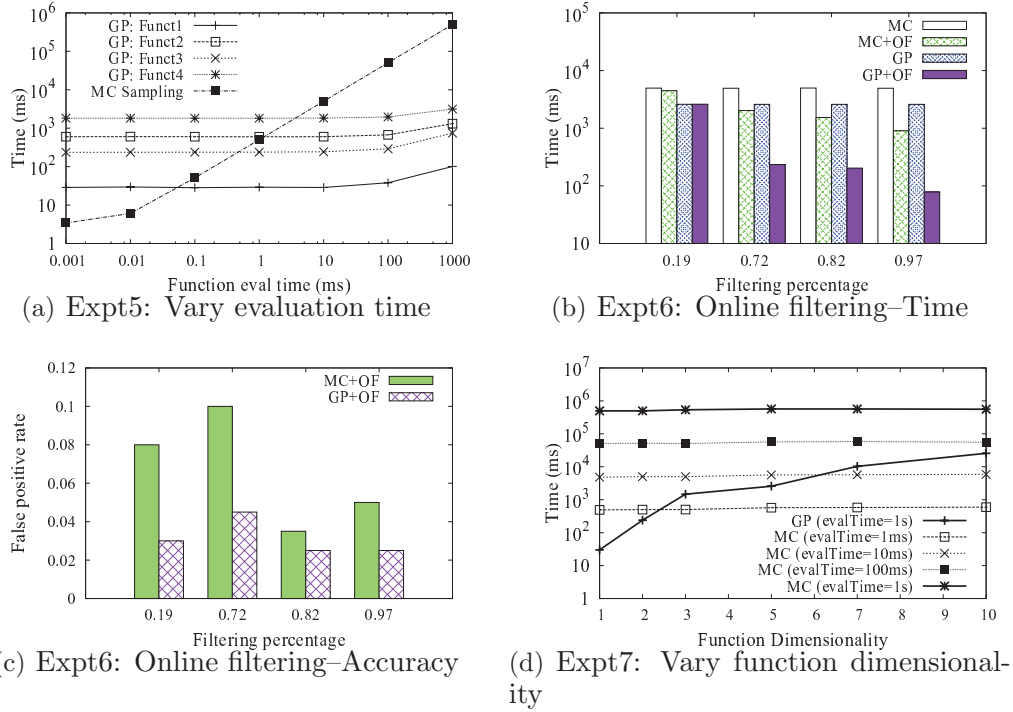 10^6
10^5
10^4
10^3
10^2
10
1
Time (ms)
GP: Funct1
GP: Funct2
GP: Funct3
GP: Funct4
MC Sampling
0.001 0.01 0.1 1 10 100 1000
Function eval time (ms)
(a) Expt5: Vary evaluation time
10^5
10^4
10^3
10^2
10
Time (ms)
MC
MC+OF
GP
GP+OF
0.19 0.72 0.82 0.97
Filtering percentage
(b) Expt6: Online filtering–Time
0.12
0.1
0.08
0.06
0.04
0.02
0
False positive rate
MC+OF
GP+OF
0.19 0.72 0.82 0.97
Filtering percentage
(c) Expt6: Online filtering–Accuracy
10^7
10^6
10^5
10^4
10^3
10^2
10
1
Time (ms)
GP (evalTime=1s)
MC (evalTime=1ms)
MC (evalTime=10ms)
MC (evalTime=100ms)
MC (evalTime=1s)
1 2 3 4 5 6 7 8 9 10
Function Dimensionality
(d) Expt7: Vary function dimensional-
ity